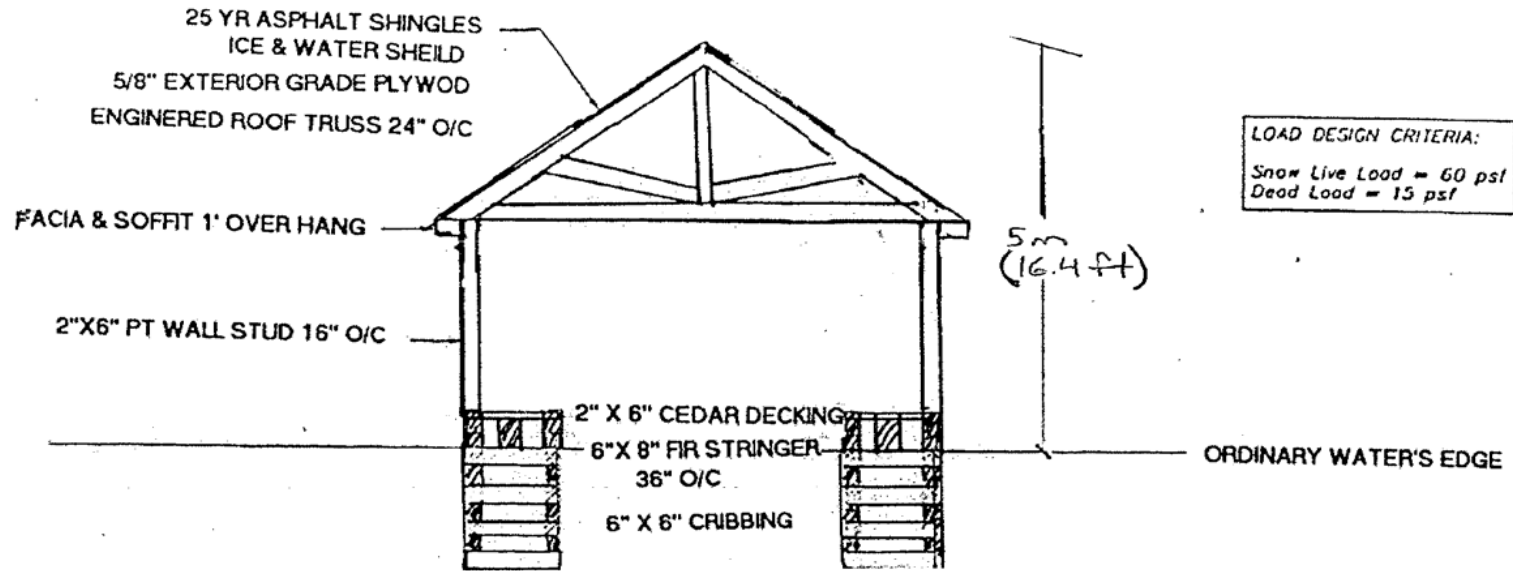 25 YR ASPHALT SHINGLES
ICE & WATER SHEILD
5/8" EXTERIOR GRADE PLYWOD
ENGINERED ROOF TRUSS 24" O/C
FACIA & SOFFIT 1' OVER HANG
2"X6" PT WALL STUD 16" O/C
2" X 6" CEDAR DECKING
6"X 8" FIR STRINGER
36" O/C
6" X 6" CRIBBING
5m
(16.4 ft)
LOAD DESIGN CRITERIA:
Snow Live Load = 60 psf
Dead Load = 15 psf
ORDINARY WATER'S EDGE